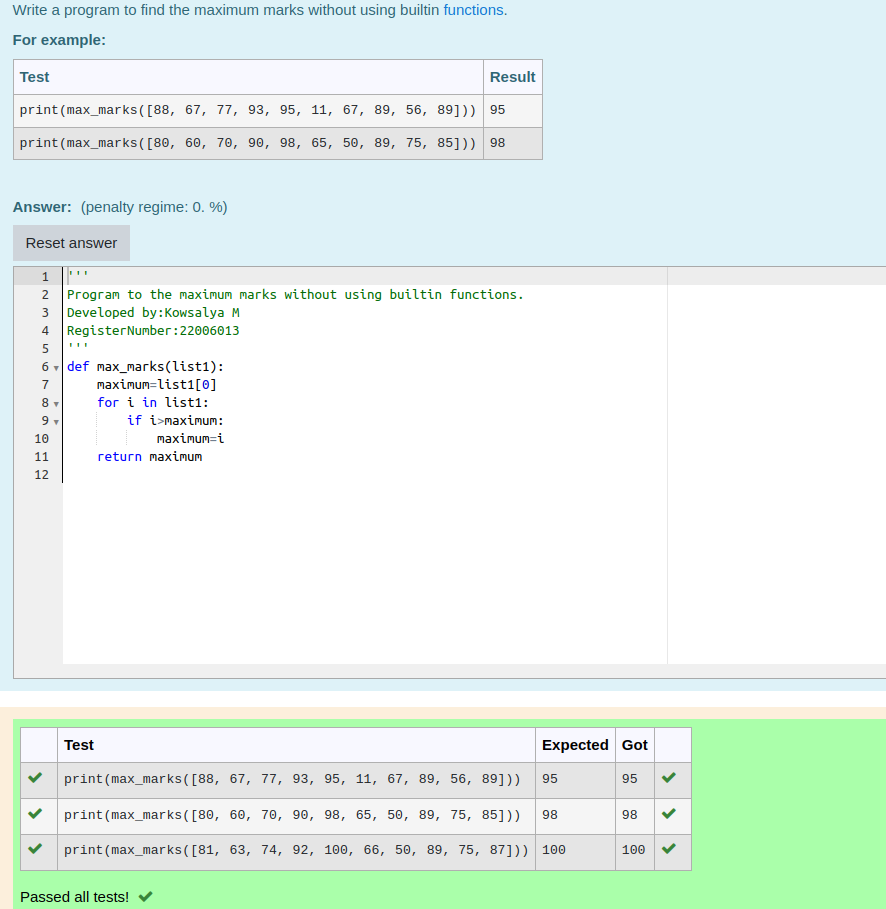 Write a program to find the maximum marks without using builtin functions.
For example:
Test Result
print(max_marks([88, 67, 77, 93, 95, 11, 67, 89, 56, 89])) 95
print(max_marks([80, 60, 70, 90, 98, 65, 50, 89, 75, 85])) 98
Answer: (penalty regime: 0. %)
Reset answer
1 '''
2 Program to the maximum marks without using builtin functions.
3 Developed by:Kowsalya M
4 RegisterNumber:22006013
5 '''
6 def max_marks(list1):
7     maximum=list1[0]
8     for i in list1:
9         if i>maximum:
10             maximum=i
11     return maximum
12
Test Expected Got
print(max_marks([88, 67, 77, 93, 95, 11, 67, 89, 56, 89])) 95 95
print(max_marks([80, 60, 70, 90, 98, 65, 50, 89, 75, 85])) 98 98
print(max_marks([81, 63, 74, 92, 100, 66, 50, 89, 75, 87])) 100 100
Passed all tests!